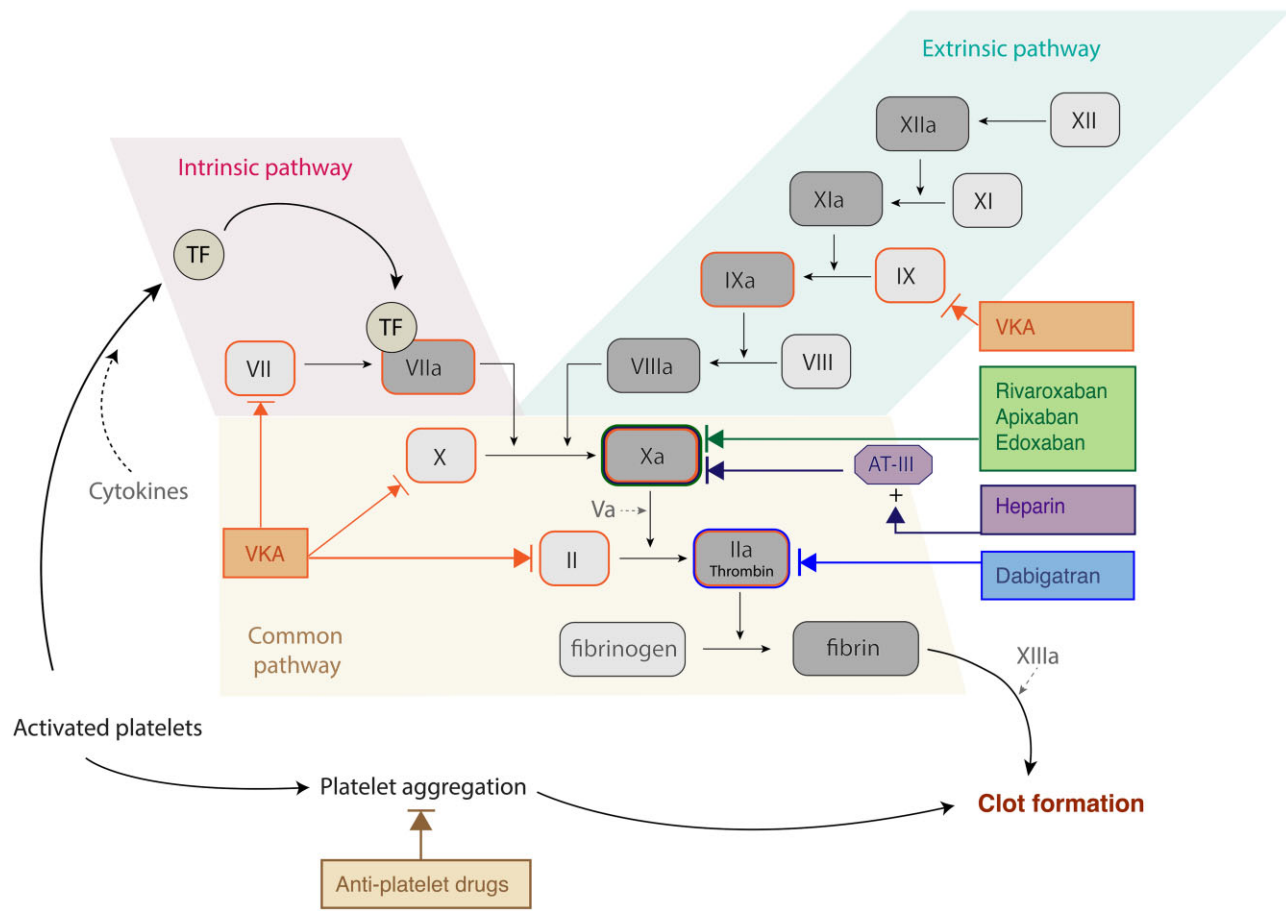 Extrinsic pathway
XIIa
XII
Intrinsic pathway
XIa
XI
TF
IXa
IX
TF
VKA
VII
VIIa
VIIIa
VIII
Rivaroxaban
Apixaban
Edoxaban
X
Xa
AT-III
+
Cytokines
Va
Heparin
VKA
II
IIa
Thrombin
Dabigatran
Common
pathway
fibrinogen
fibrin
XIIIa
Activated platelets
Platelet aggregation
Clot formation
Anti-platelet drugs